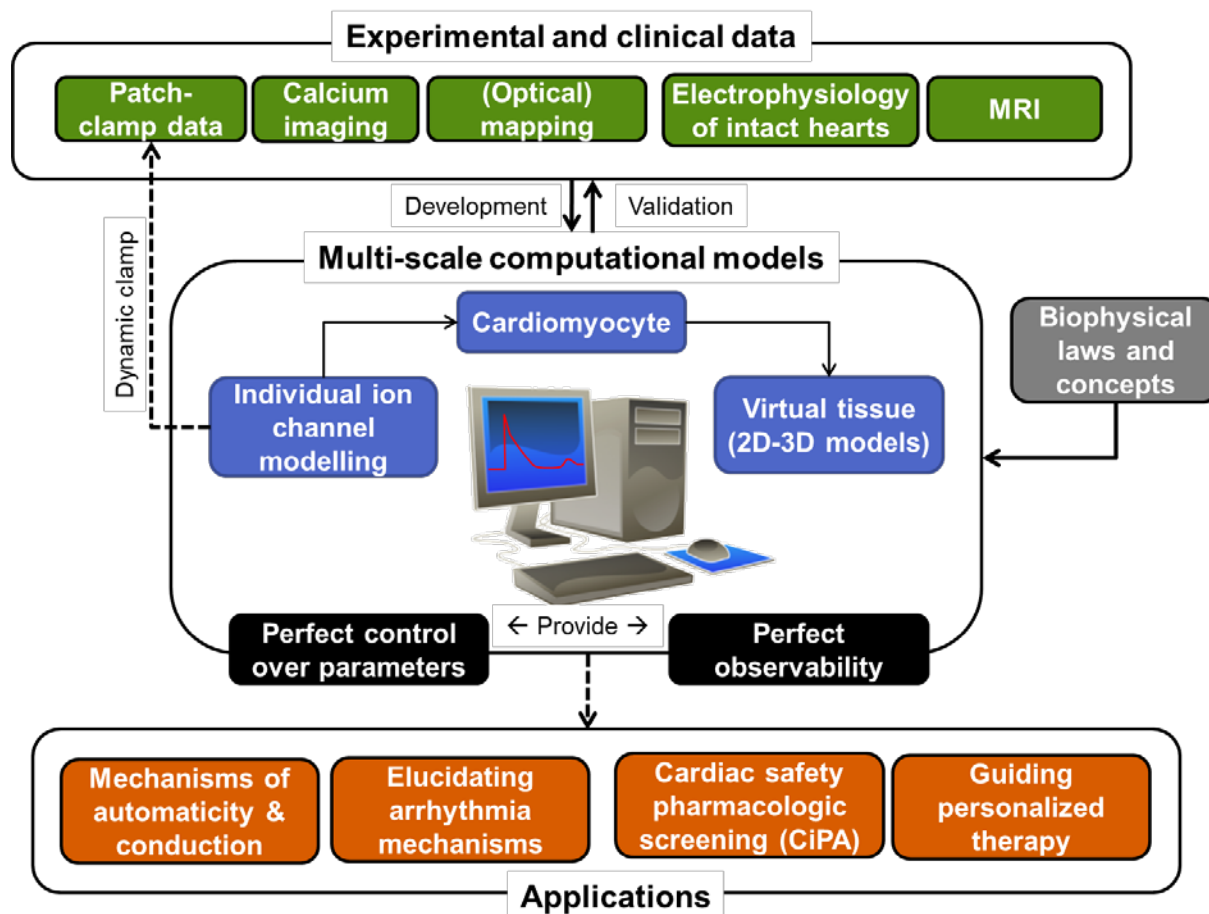 Experimental and clinical data
Patch-
clamp data
Calcium
imaging
(Optical)
mapping
Electrophysiology
of intact hearts
MRI
Development
Validation
Dynamic clamp
Multi-scale computational models
Cardiomyocyte
Individual ion
channel
modelling
Virtual tissue
(2D-3D models)
Biophysical
laws and
concepts
← Provide →
Perfect control
over parameters
Perfect
observability
Mechanisms of
automaticity &
conduction
Elucidating
arrhythmia
mechanisms
Cardiac safety
pharmacologic
screening (CiPA)
Guiding
personalized
therapy
Applications